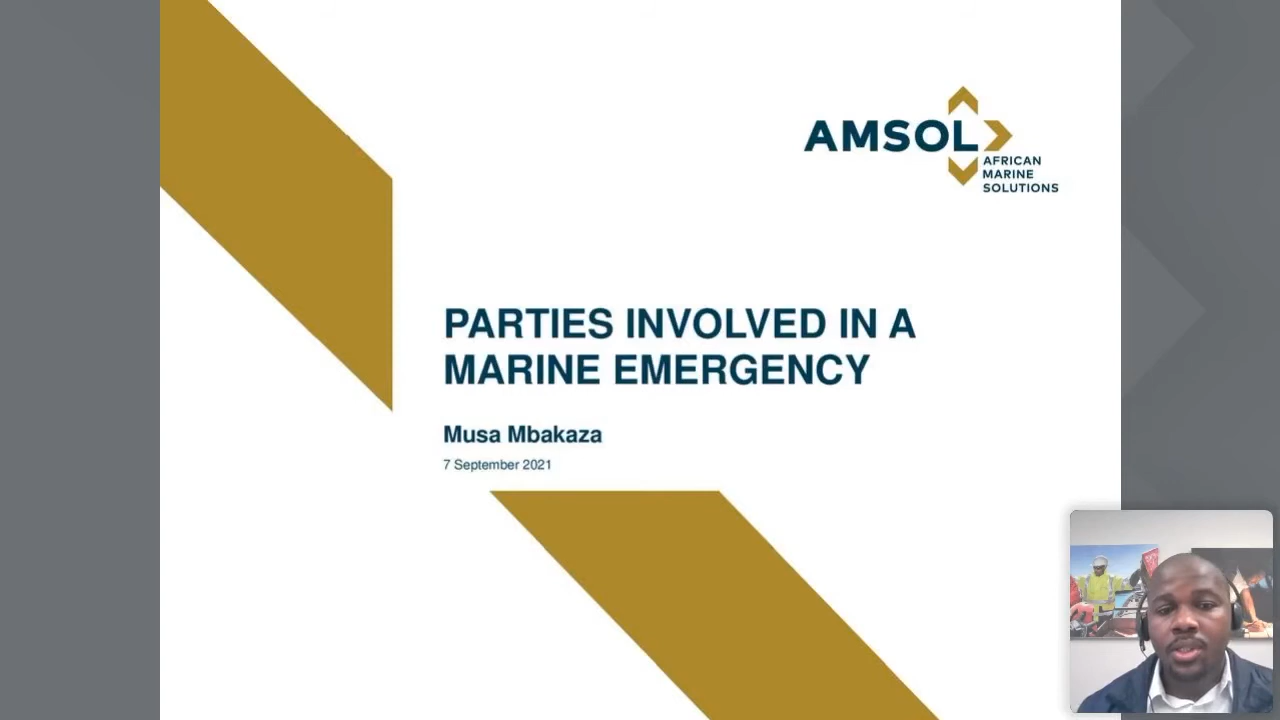 AMSOL
AFRICAN
MARINE
SOLUTIONS
PARTIES INVOLVED IN A
MARINE EMERGENCY
Musa Mbakaza
7 September 2021